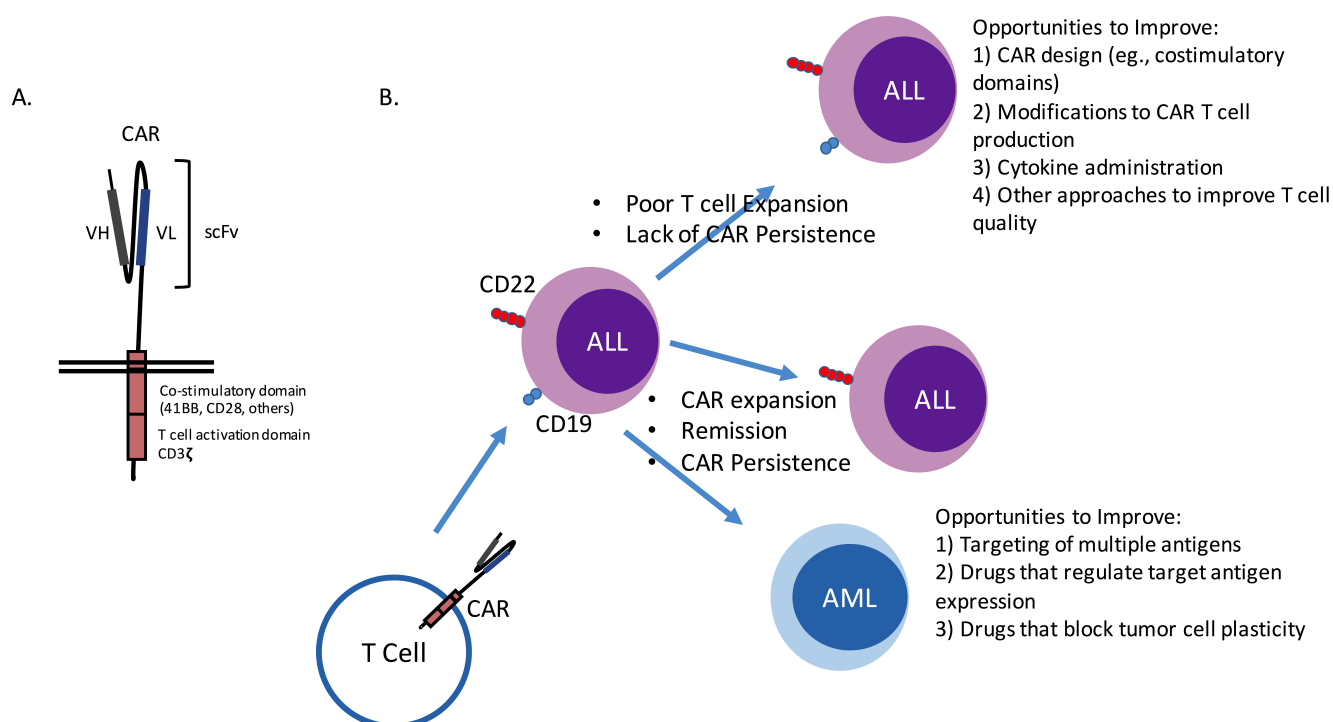 A.
CAR
VH
VL
scFv
Co-stimulatory domain
(41BB, CD28, others)
T cell activation domain
CD3ζ
B.
CD22
ALL
CD19
CAR
T Cell
• Poor T cell Expansion
• Lack of CAR Persistence
ALL
Opportunities to Improve:
1) CAR design (eg., costimulatory
domains)
2) Modifications to CAR T cell
production
3) Cytokine administration
4) Other approaches to improve T cell
quality
• CAR expansion
• Remission
• CAR Persistence
ALL
AML
Opportunities to Improve:
1) Targeting of multiple antigens
2) Drugs that regulate target antigen
expression
3) Drugs that block tumor cell plasticity